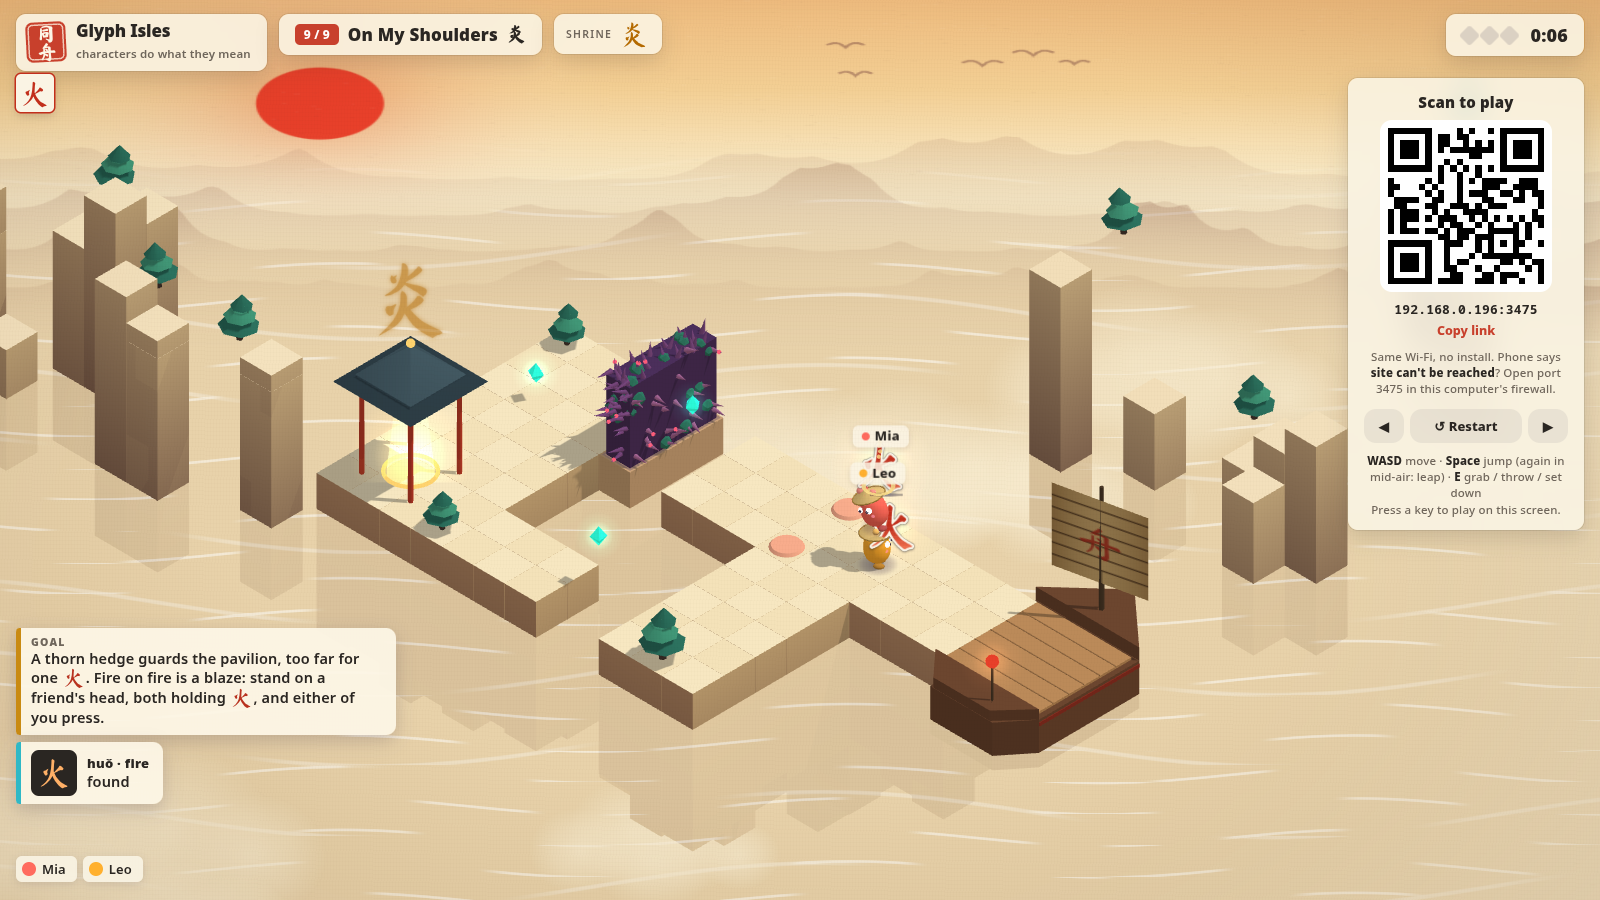 同舟
Glyph Isles
characters do what they mean
9 / 9 On My Shoulders 炎
SHRINE 炎
0:06
火
Scan to play
192.168.0.196:3475
Copy link
Same Wi-Fi, no install. Phone says
site can't be reached? Open port
3475 in this computer's firewall.
◀ ↺ Restart ▶
WASD move · Space jump (again in
mid-air: leap) · E grab / throw / set
down
Press a key to play on this screen.
炎
Mia
火
Leo
火
舟
GOAL
A thorn hedge guards the pavilion, too far for
one 火. Fire on fire is a blaze: stand on a
friend's head, both holding 火, and either of
you press.
火 huǒ · fire
found
Mia Leo